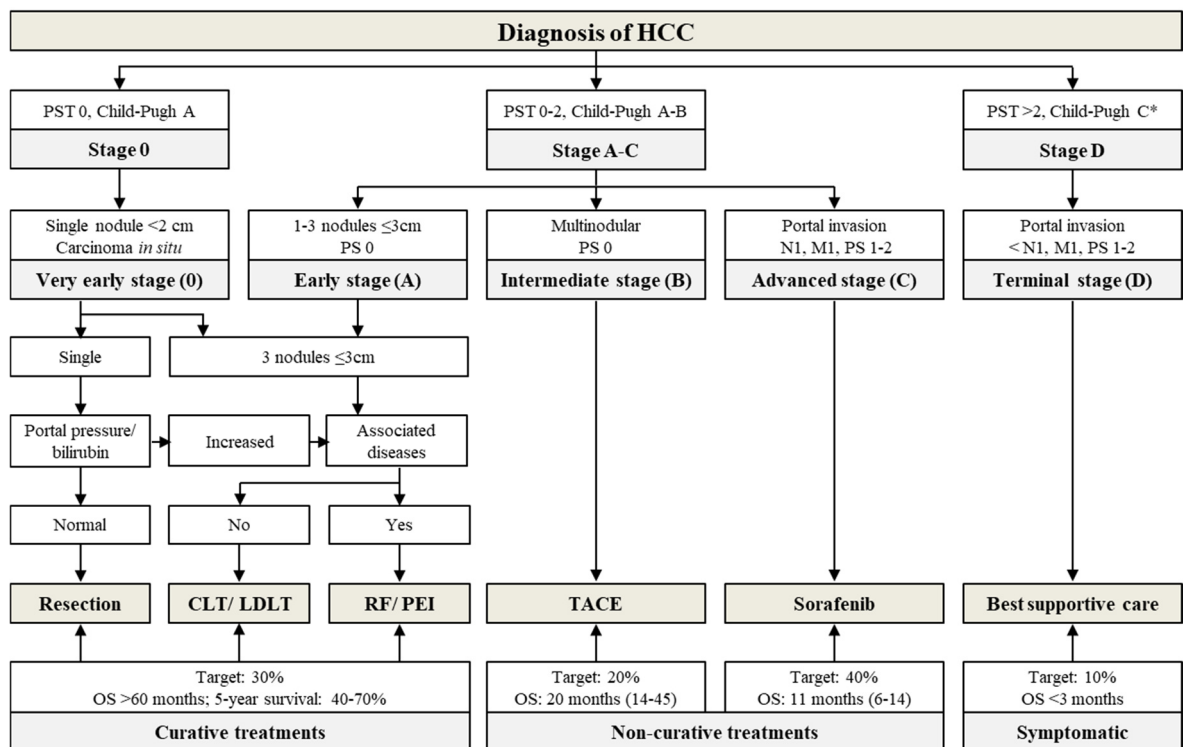 Diagnosis of HCC
PST 0, Child-Pugh A
Stage 0
PST 0-2, Child-Pugh A-B
Stage A-C
PST >2, Child-Pugh C*
Stage D
Single nodule <2 cm
Carcinoma in situ
Very early stage (0)
1-3 nodules ≤3cm
PS 0
Early stage (A)
Multinodular
PS 0
Intermediate stage (B)
Portal invasion
N1, M1, PS 1-2
Advanced stage (C)
Portal invasion
< N1, M1, PS 1-2
Terminal stage (D)
Single
3 nodules ≤3cm
Portal pressure/
bilirubin
Increased
Associated
diseases
Normal
No
Yes
Resection
CLT/ LDLT
RF/ PEI
TACE
Sorafenib
Best supportive care
Target: 30%
OS >60 months; 5-year survival: 40-70%
Curative treatments
Target: 20%
OS: 20 months (14-45)
Target: 40%
OS: 11 months (6-14)
Non-curative treatments
Target: 10%
OS <3 months
Symptomatic